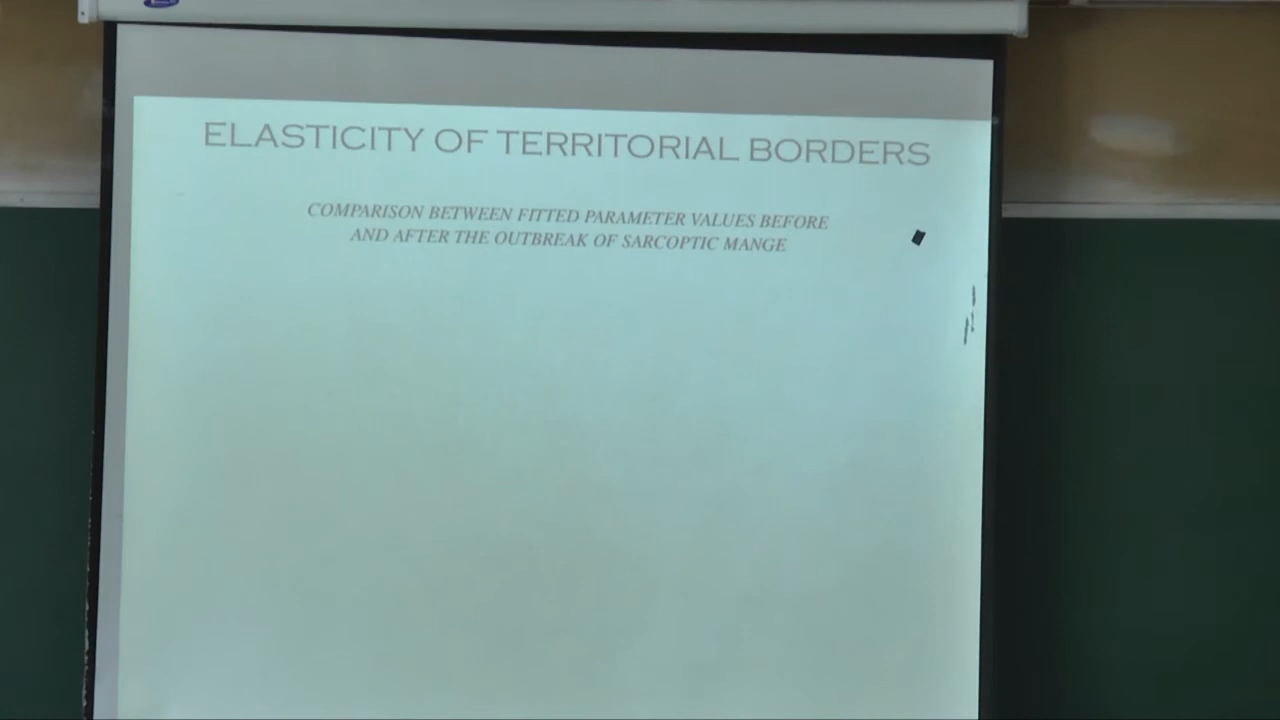 ELASTICITY OF TERRITORIAL BORDERS
COMPARISON BETWEEN FITTED PARAMETER VALUES BEFORE
AND AFTER THE OUTBREAK OF SARCOPTIC MANGE